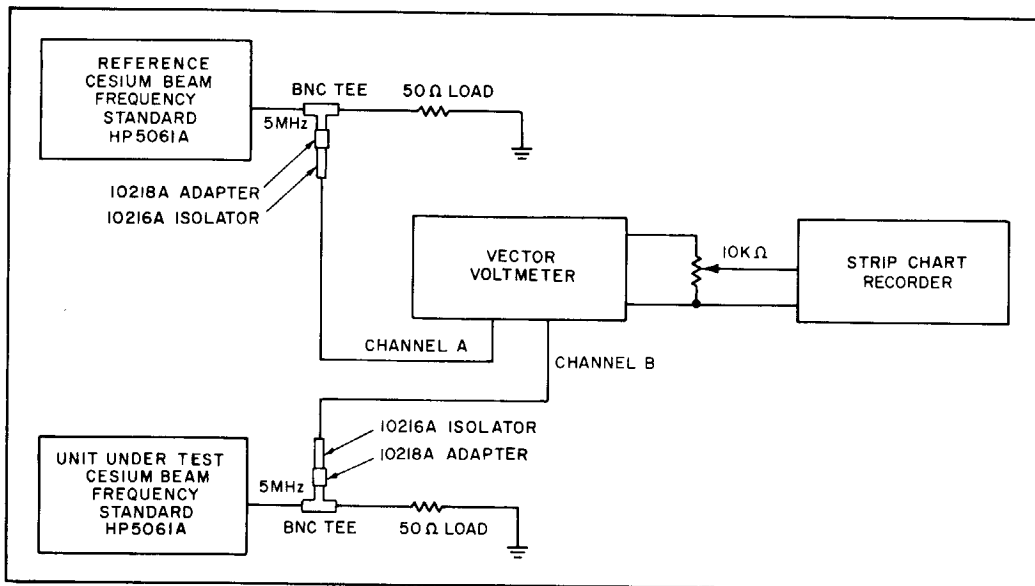 REFERENCE
CESIUM BEAM
FREQUENCY
STANDARD
HP5061A
BNC TEE
50Ω LOAD
5MHz
10218A ADAPTER
10216A ISOLATOR
VECTOR
VOLTMETER
10KΩ
STRIP CHART
RECORDER
CHANNEL A
CHANNEL B
10216A ISOLATOR
10218A ADAPTER
UNIT UNDER TEST
CESIUM BEAM
FREQUENCY
STANDARD
HP5061A
5MHz
BNC TEE
50Ω LOAD